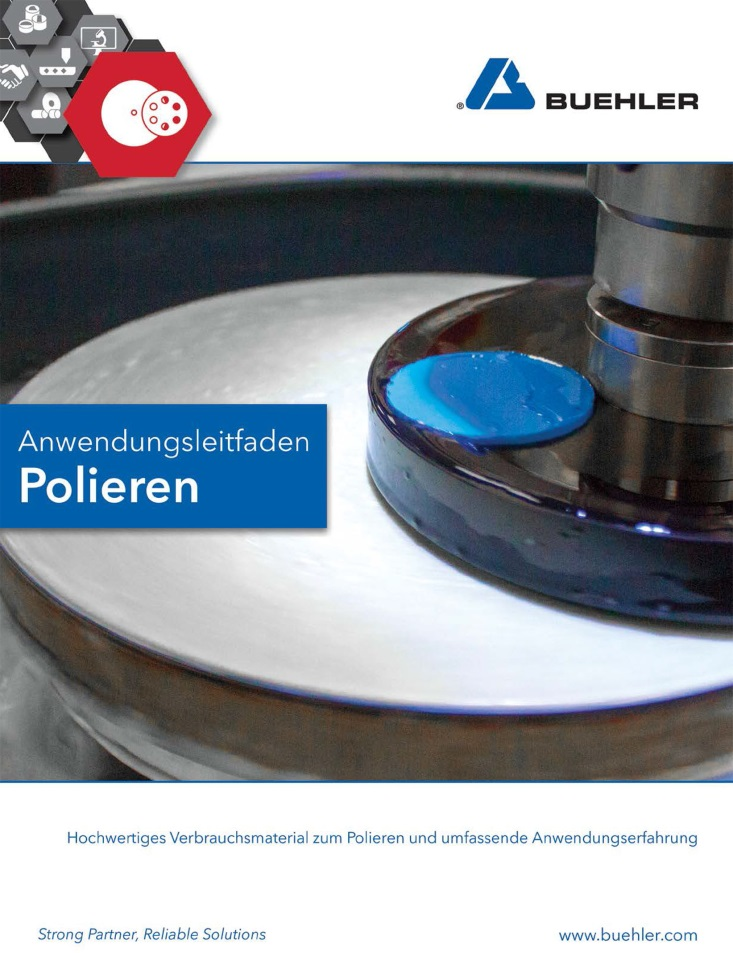 ® BUEHLER
Anwendungsleitfaden
Polieren
Hochwertiges Verbrauchsmaterial zum Polieren und umfassende Anwendungserfahrung
Strong Partner, Reliable Solutions
www.buehler.com